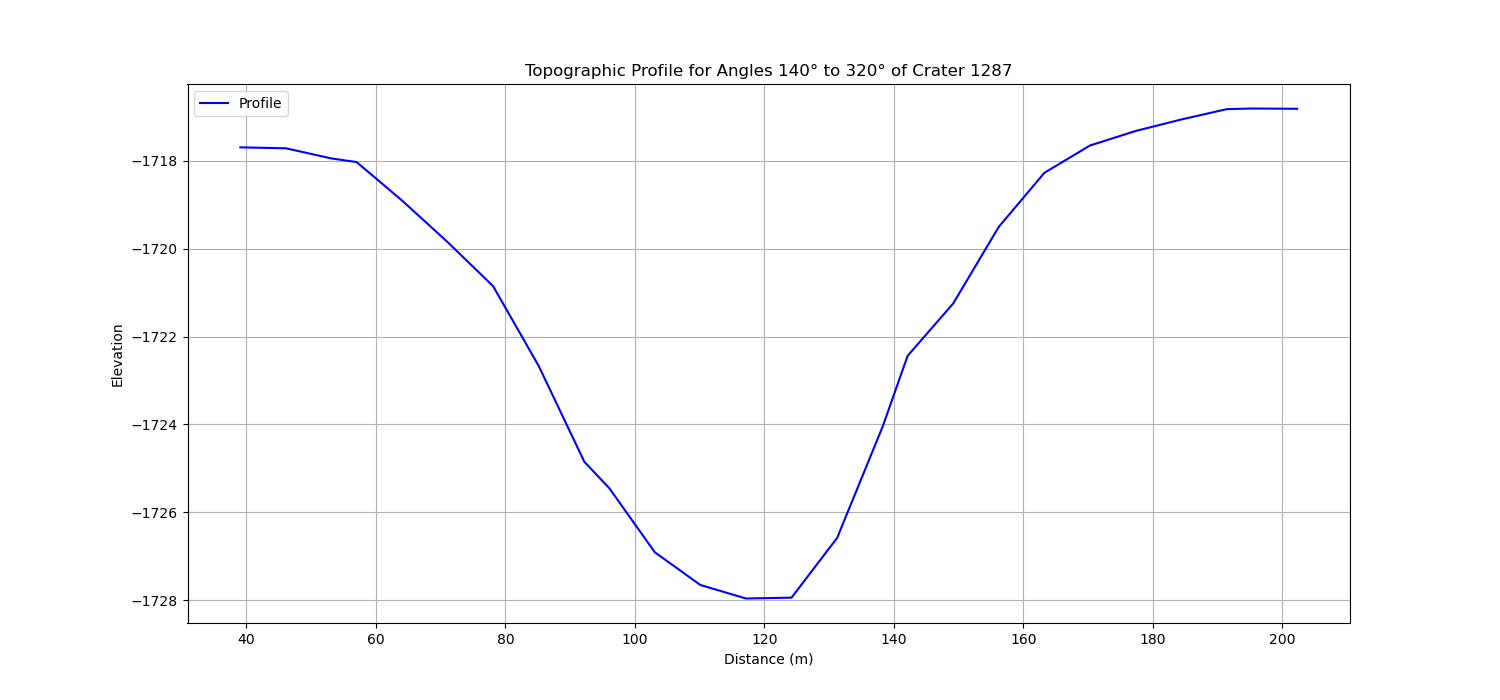 Topographic Profile for Angles 140° to 320° of Crater 1287
Profile
−1718
−1720
−1722
−1724
−1726
−1728
Elevation
40 60 80 100 120 140 160 180 200
Distance (m)